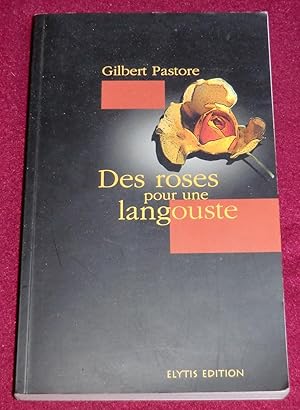 Gilbert Pastore
Des roses
pour une
langouste
ELYTIS EDITION